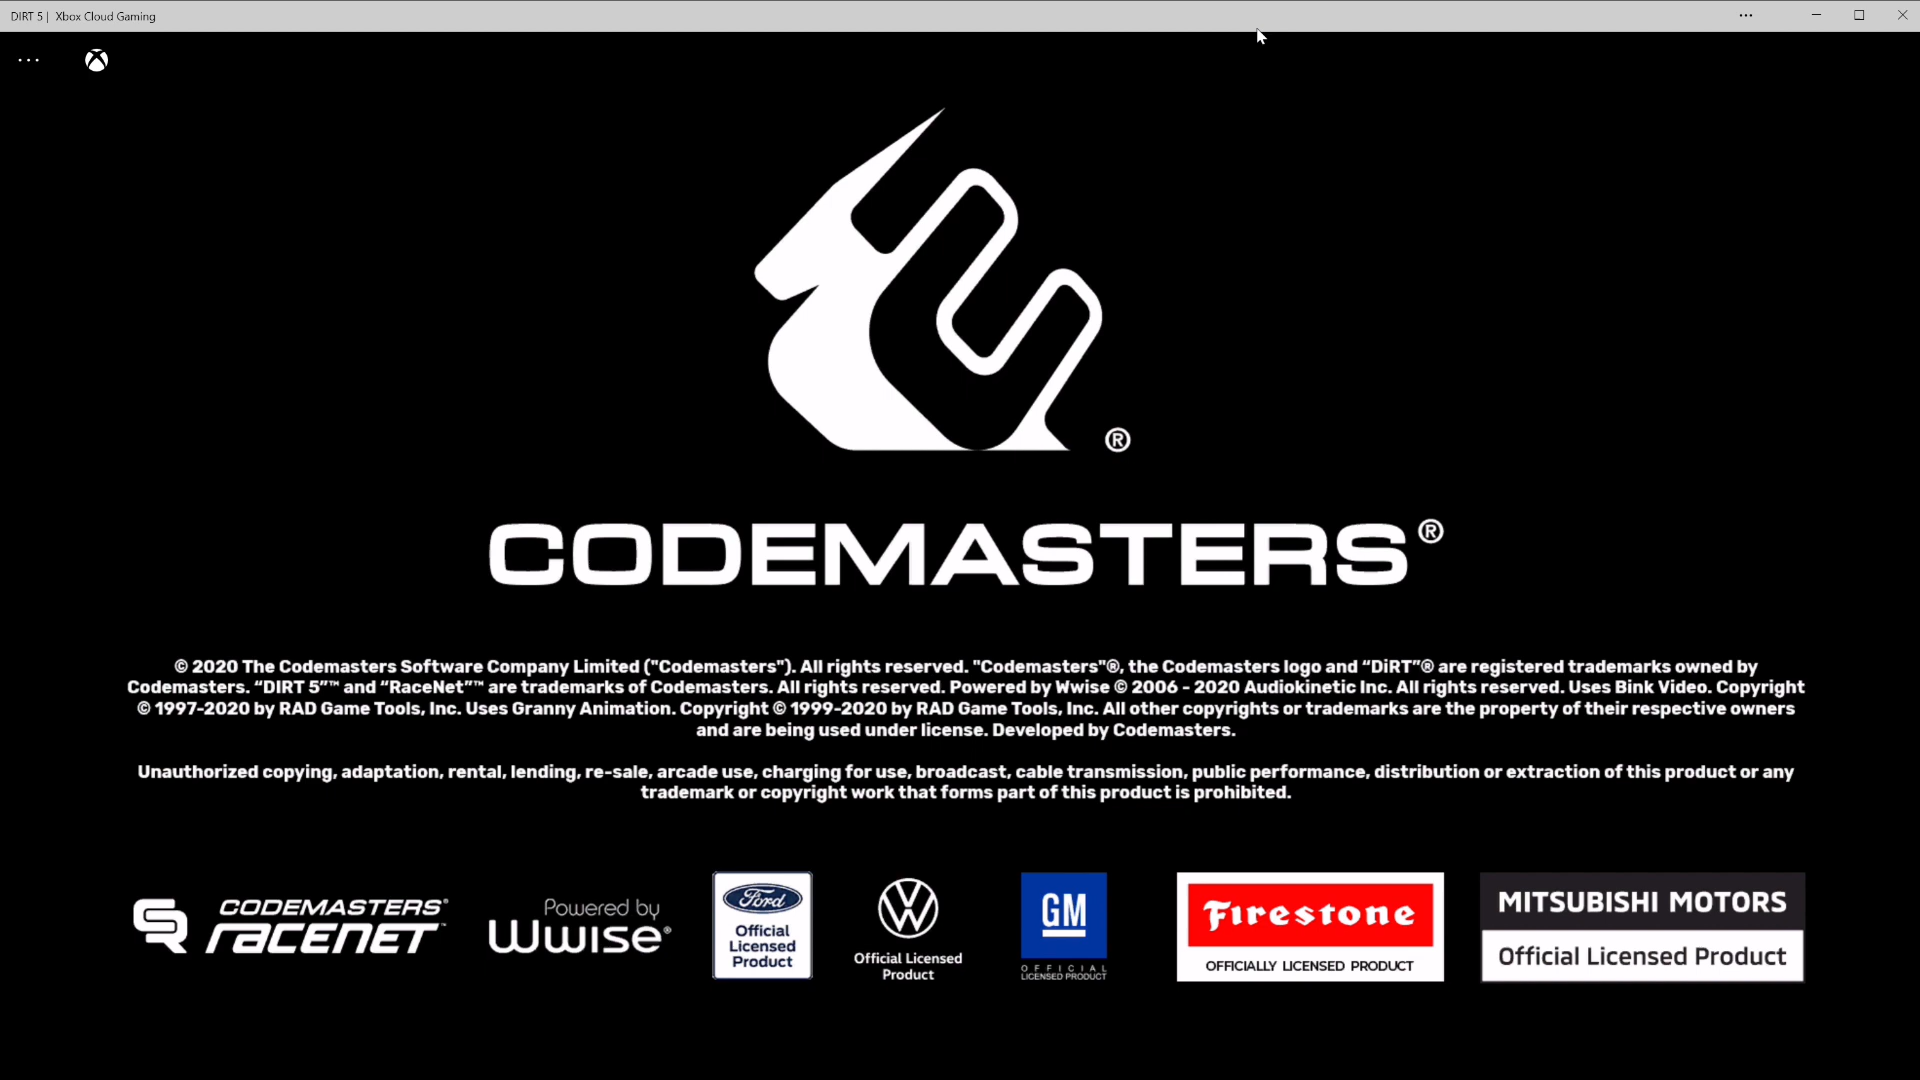 DIRT 5 | Xbox Cloud Gaming
®
CODEMASTERS®
© 2020 The Codemasters Software Company Limited ("Codemasters"). All rights reserved. "Codemasters"®, the Codemasters logo and “DiRT”® are registered trademarks owned by
Codemasters. “DIRT 5”™ and “RaceNet”™ are trademarks of Codemasters. All rights reserved. Powered by Wwise © 2006 - 2020 Audiokinetic Inc. All rights reserved. Uses Bink Video. Copyright
© 1997-2020 by RAD Game Tools, Inc. Uses Granny Animation. Copyright © 1999-2020 by RAD Game Tools, Inc. All other copyrights or trademarks are the property of their respective owners
and are being used under license. Developed by Codemasters.
Unauthorized copying, adaptation, rental, lending, re-sale, arcade use, charging for use, broadcast, cable transmission, public performance, distribution or extraction of this product or any
trademark or copyright work that forms part of this product is prohibited.
CODEMASTERS®
RACENET™
Powered by
Wwise®
Ford
Official
Licensed
Product
VW
Official Licensed
Product
GM
OFFICIAL
LICENSED PRODUCT
Firestone
OFFICIALLY LICENSED PRODUCT
MITSUBISHI MOTORS
Official Licensed Product